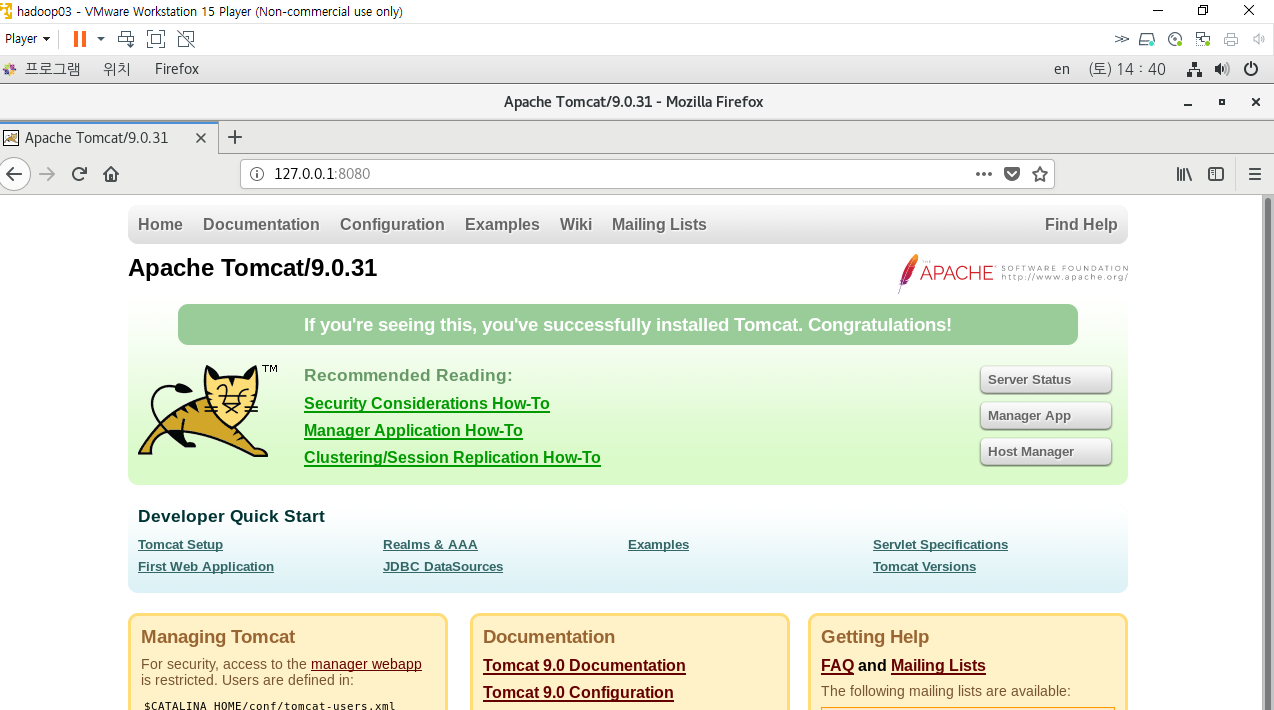 hadoop03 - VMware Workstation 15 Player (Non-commercial use only)
Player
프로그램 위치 Firefox en (토) 14 : 40
Apache Tomcat/9.0.31 - Mozilla Firefox
Apache Tomcat/9.0.31
127.0.0.1:8080
Home Documentation Configuration Examples Wiki Mailing Lists Find Help
Apache Tomcat/9.0.31
THE APACHE™ SOFTWARE FOUNDATION
http://www.apache.org/
If you're seeing this, you've successfully installed Tomcat. Congratulations!
TM
Recommended Reading:
Security Considerations How-To
Manager Application How-To
Clustering/Session Replication How-To
Server Status
Manager App
Host Manager
Developer Quick Start
Tomcat Setup Realms & AAA Examples Servlet Specifications
First Web Application JDBC DataSources Tomcat Versions
Managing Tomcat
For security, access to the manager webapp
is restricted. Users are defined in:
$CATALINA_HOME/conf/tomcat-users.xml
Documentation
Tomcat 9.0 Documentation
Tomcat 9.0 Configuration
Getting Help
FAQ and Mailing Lists
The following mailing lists are available: